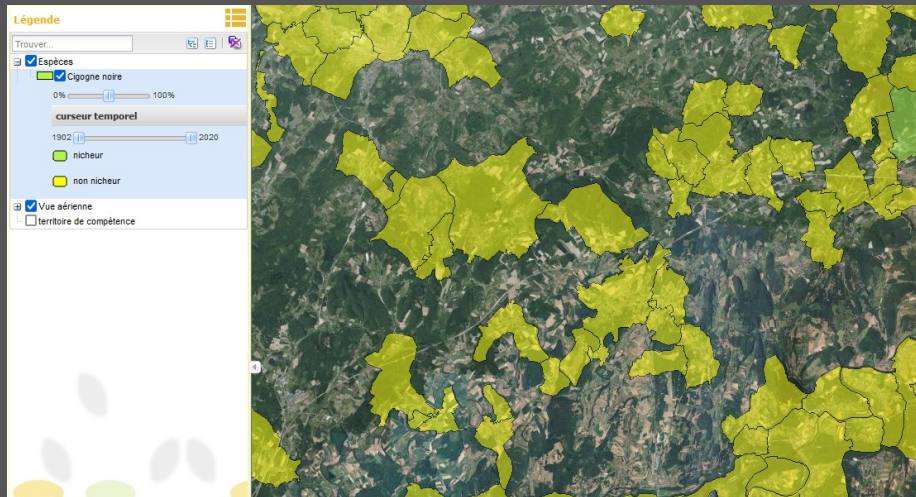 Légende
Trouver...
Espèces
Cigogne noire
0% 100%
curseur temporel
1902 2020
nicheur
non nicheur
Vue aérienne
territoire de compétence